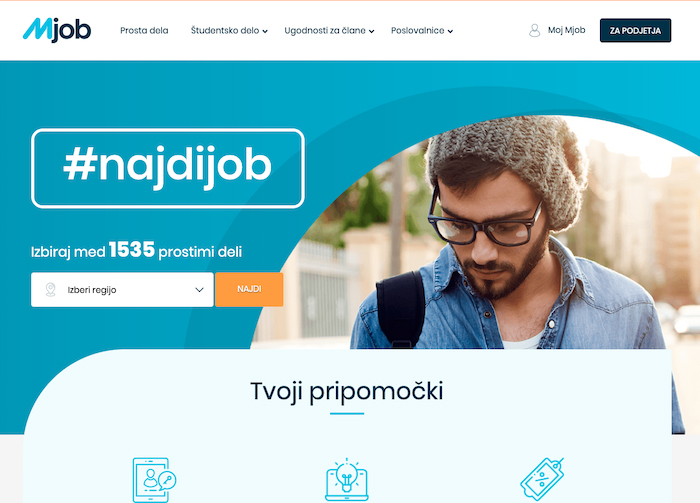 Mjob
Prosta dela
Študentsko delo
Ugodnosti za člane
Poslovalnice
Moj Mjob
ZA PODJETJA
#najdijob
Izbiraj med 1535 prostimi deli
Izberi regijo
NAJDI
Tvoji pripomočki